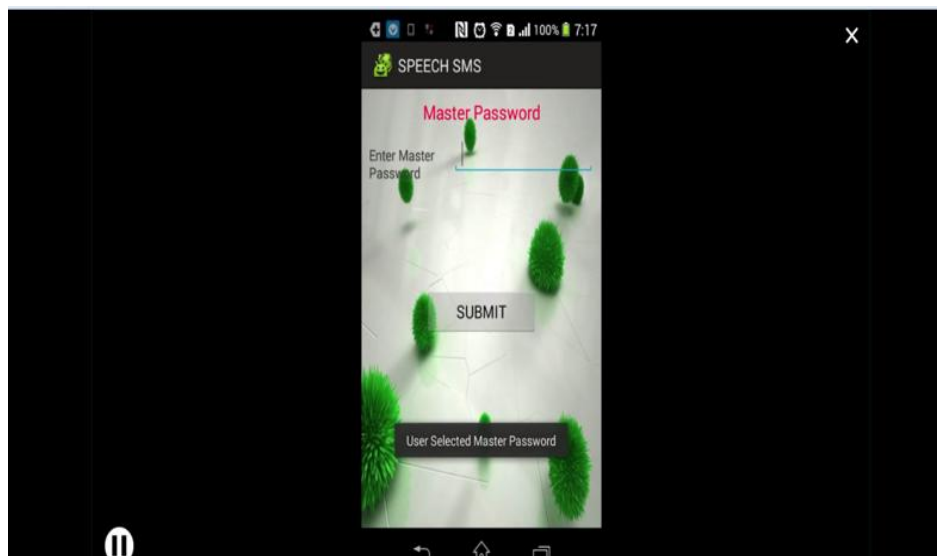 100% 7:17
SPEECH SMS
Master Password
Enter Master
Password
SUBMIT
User Selected Master Password
X